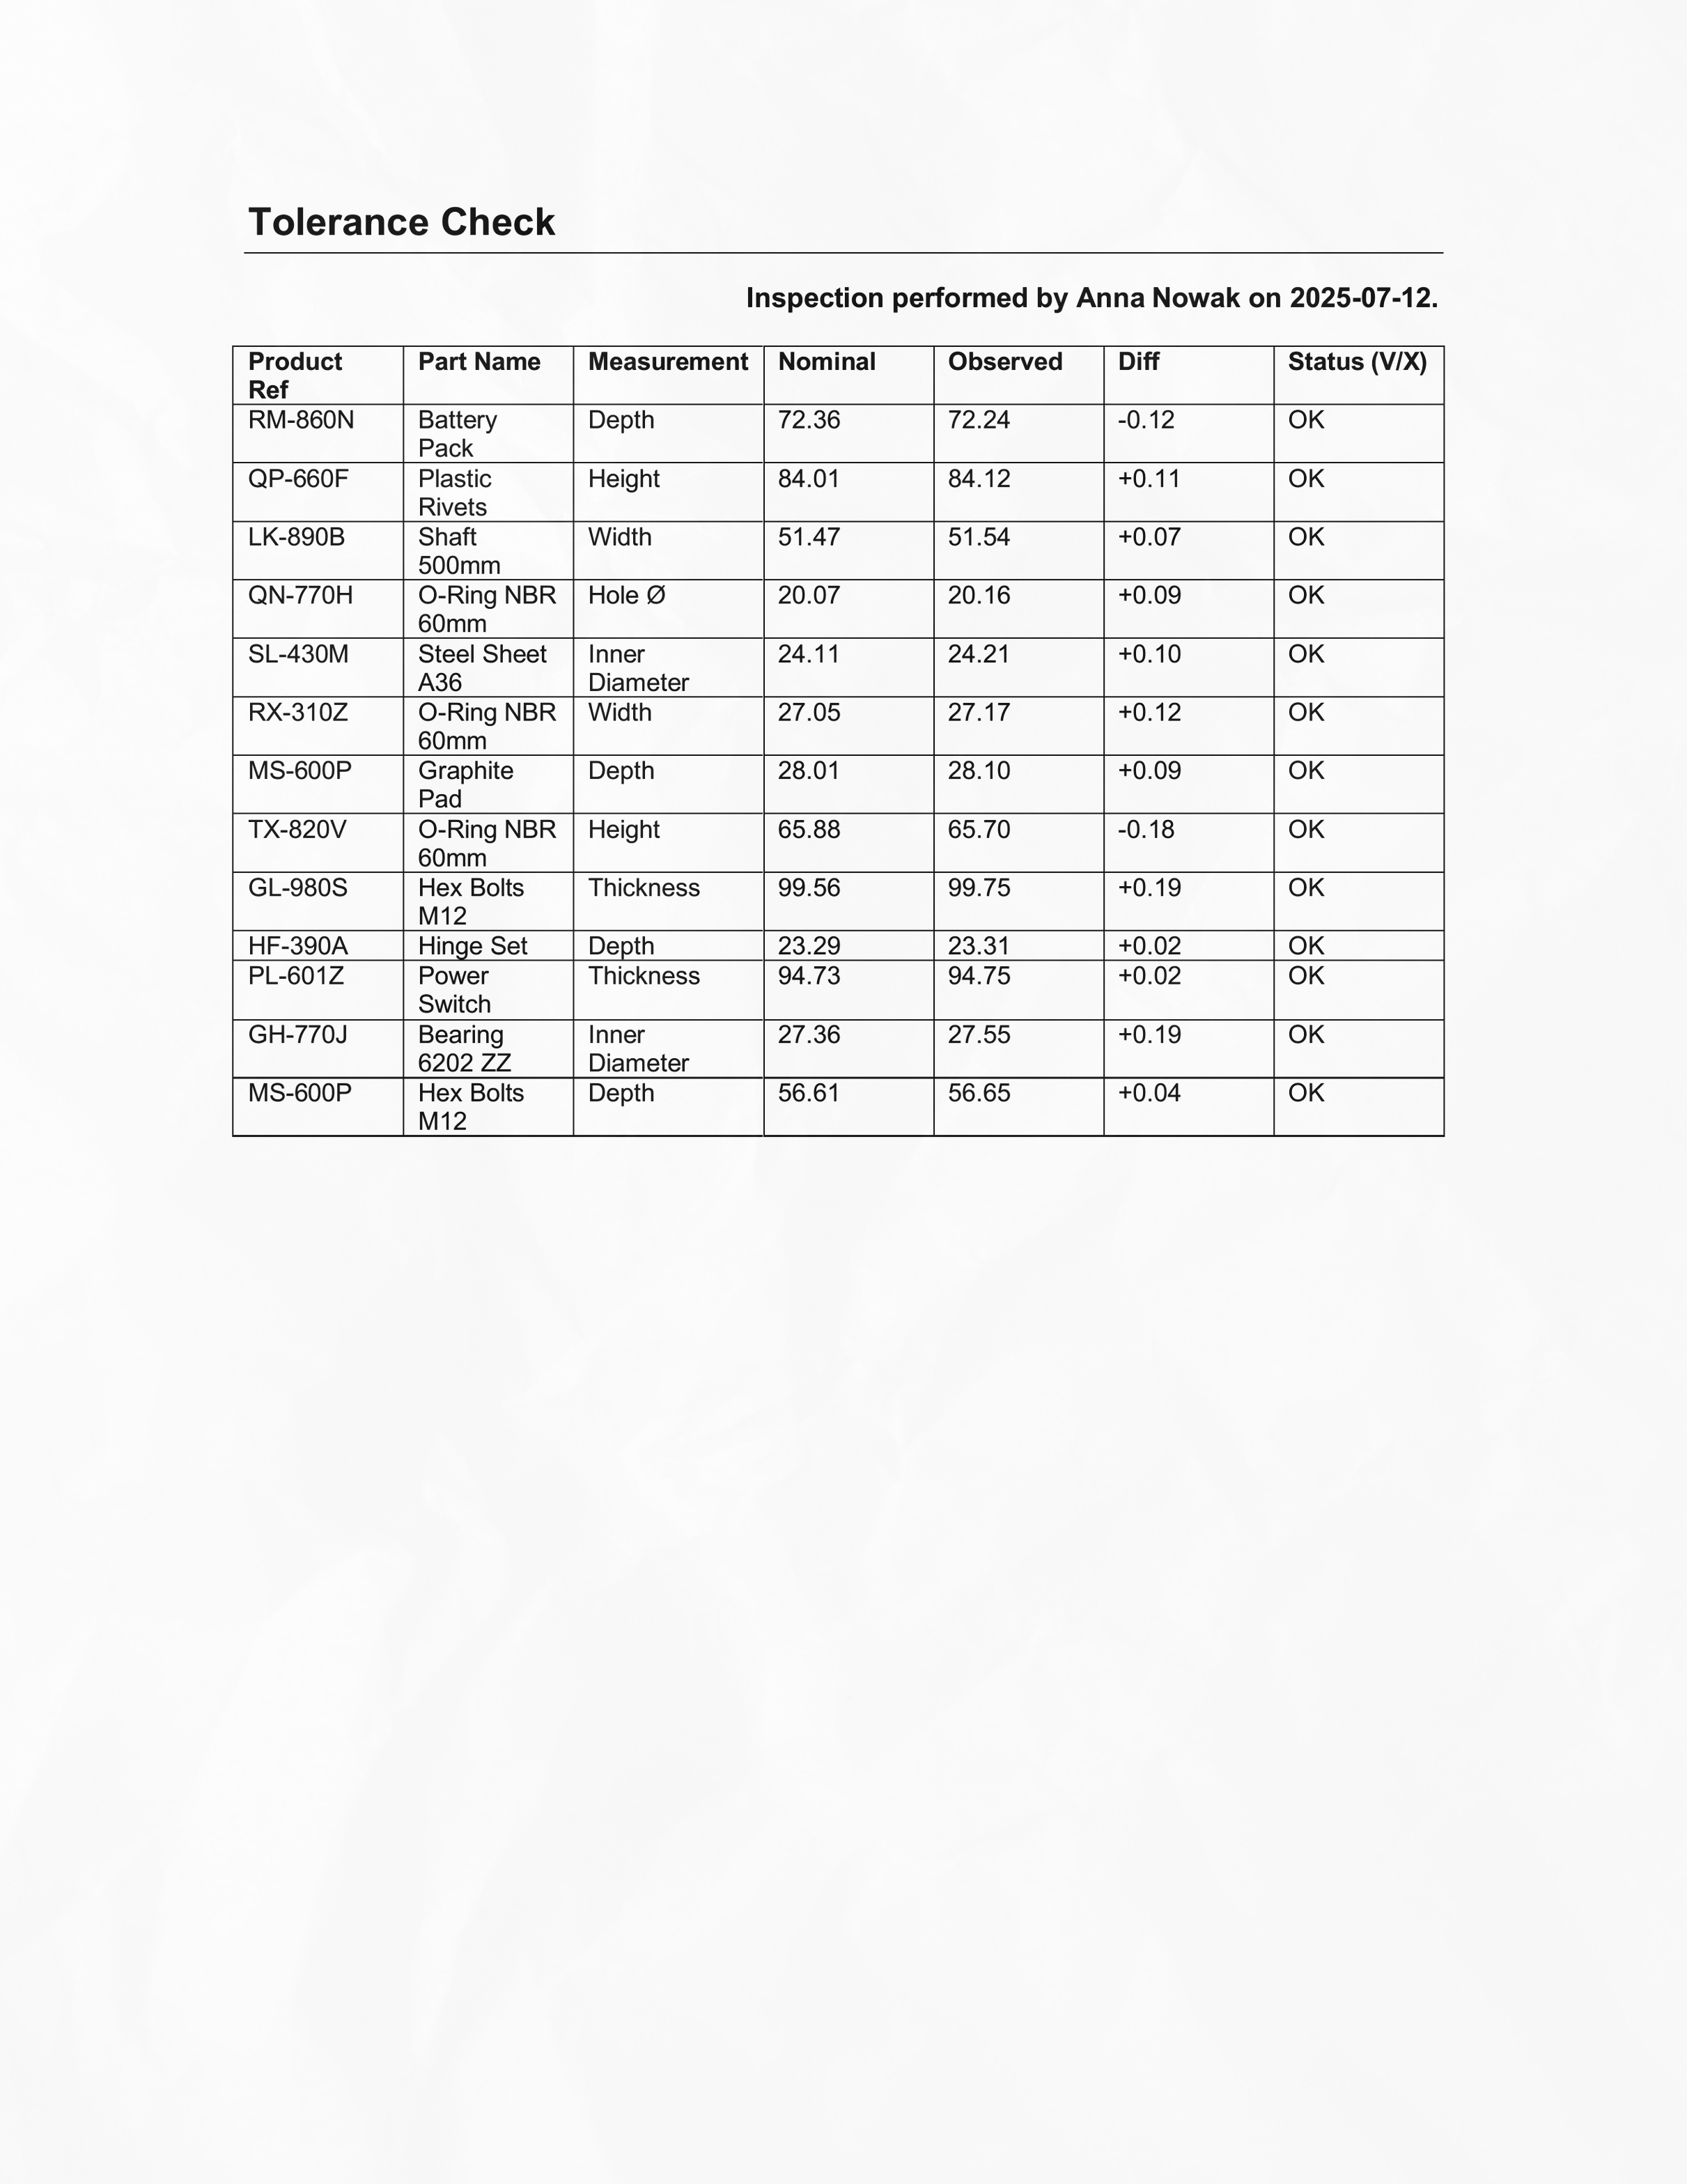 Tolerance Check
Inspection performed by Anna Nowak on 2025-07-12.
Product Ref Part Name Measurement Nominal Observed Diff Status (V/X)
RM-860N Battery Pack Depth 72.36 72.24 -0.12 OK
QP-660F Plastic Rivets Height 84.01 84.12 +0.11 OK
LK-890B Shaft 500mm Width 51.47 51.54 +0.07 OK
QN-770H O-Ring NBR 60mm Hole Ø 20.07 20.16 +0.09 OK
SL-430M Steel Sheet A36 Inner Diameter 24.11 24.21 +0.10 OK
RX-310Z O-Ring NBR 60mm Width 27.05 27.17 +0.12 OK
MS-600P Graphite Pad Depth 28.01 28.10 +0.09 OK
TX-820V O-Ring NBR 60mm Height 65.88 65.70 -0.18 OK
GL-980S Hex Bolts M12 Thickness 99.56 99.75 +0.19 OK
HF-390A Hinge Set Depth 23.29 23.31 +0.02 OK
PL-601Z Power Switch Thickness 94.73 94.75 +0.02 OK
GH-770J Bearing 6202 ZZ Inner Diameter 27.36 27.55 +0.19 OK
MS-600P Hex Bolts M12 Depth 56.61 56.65 +0.04 OK